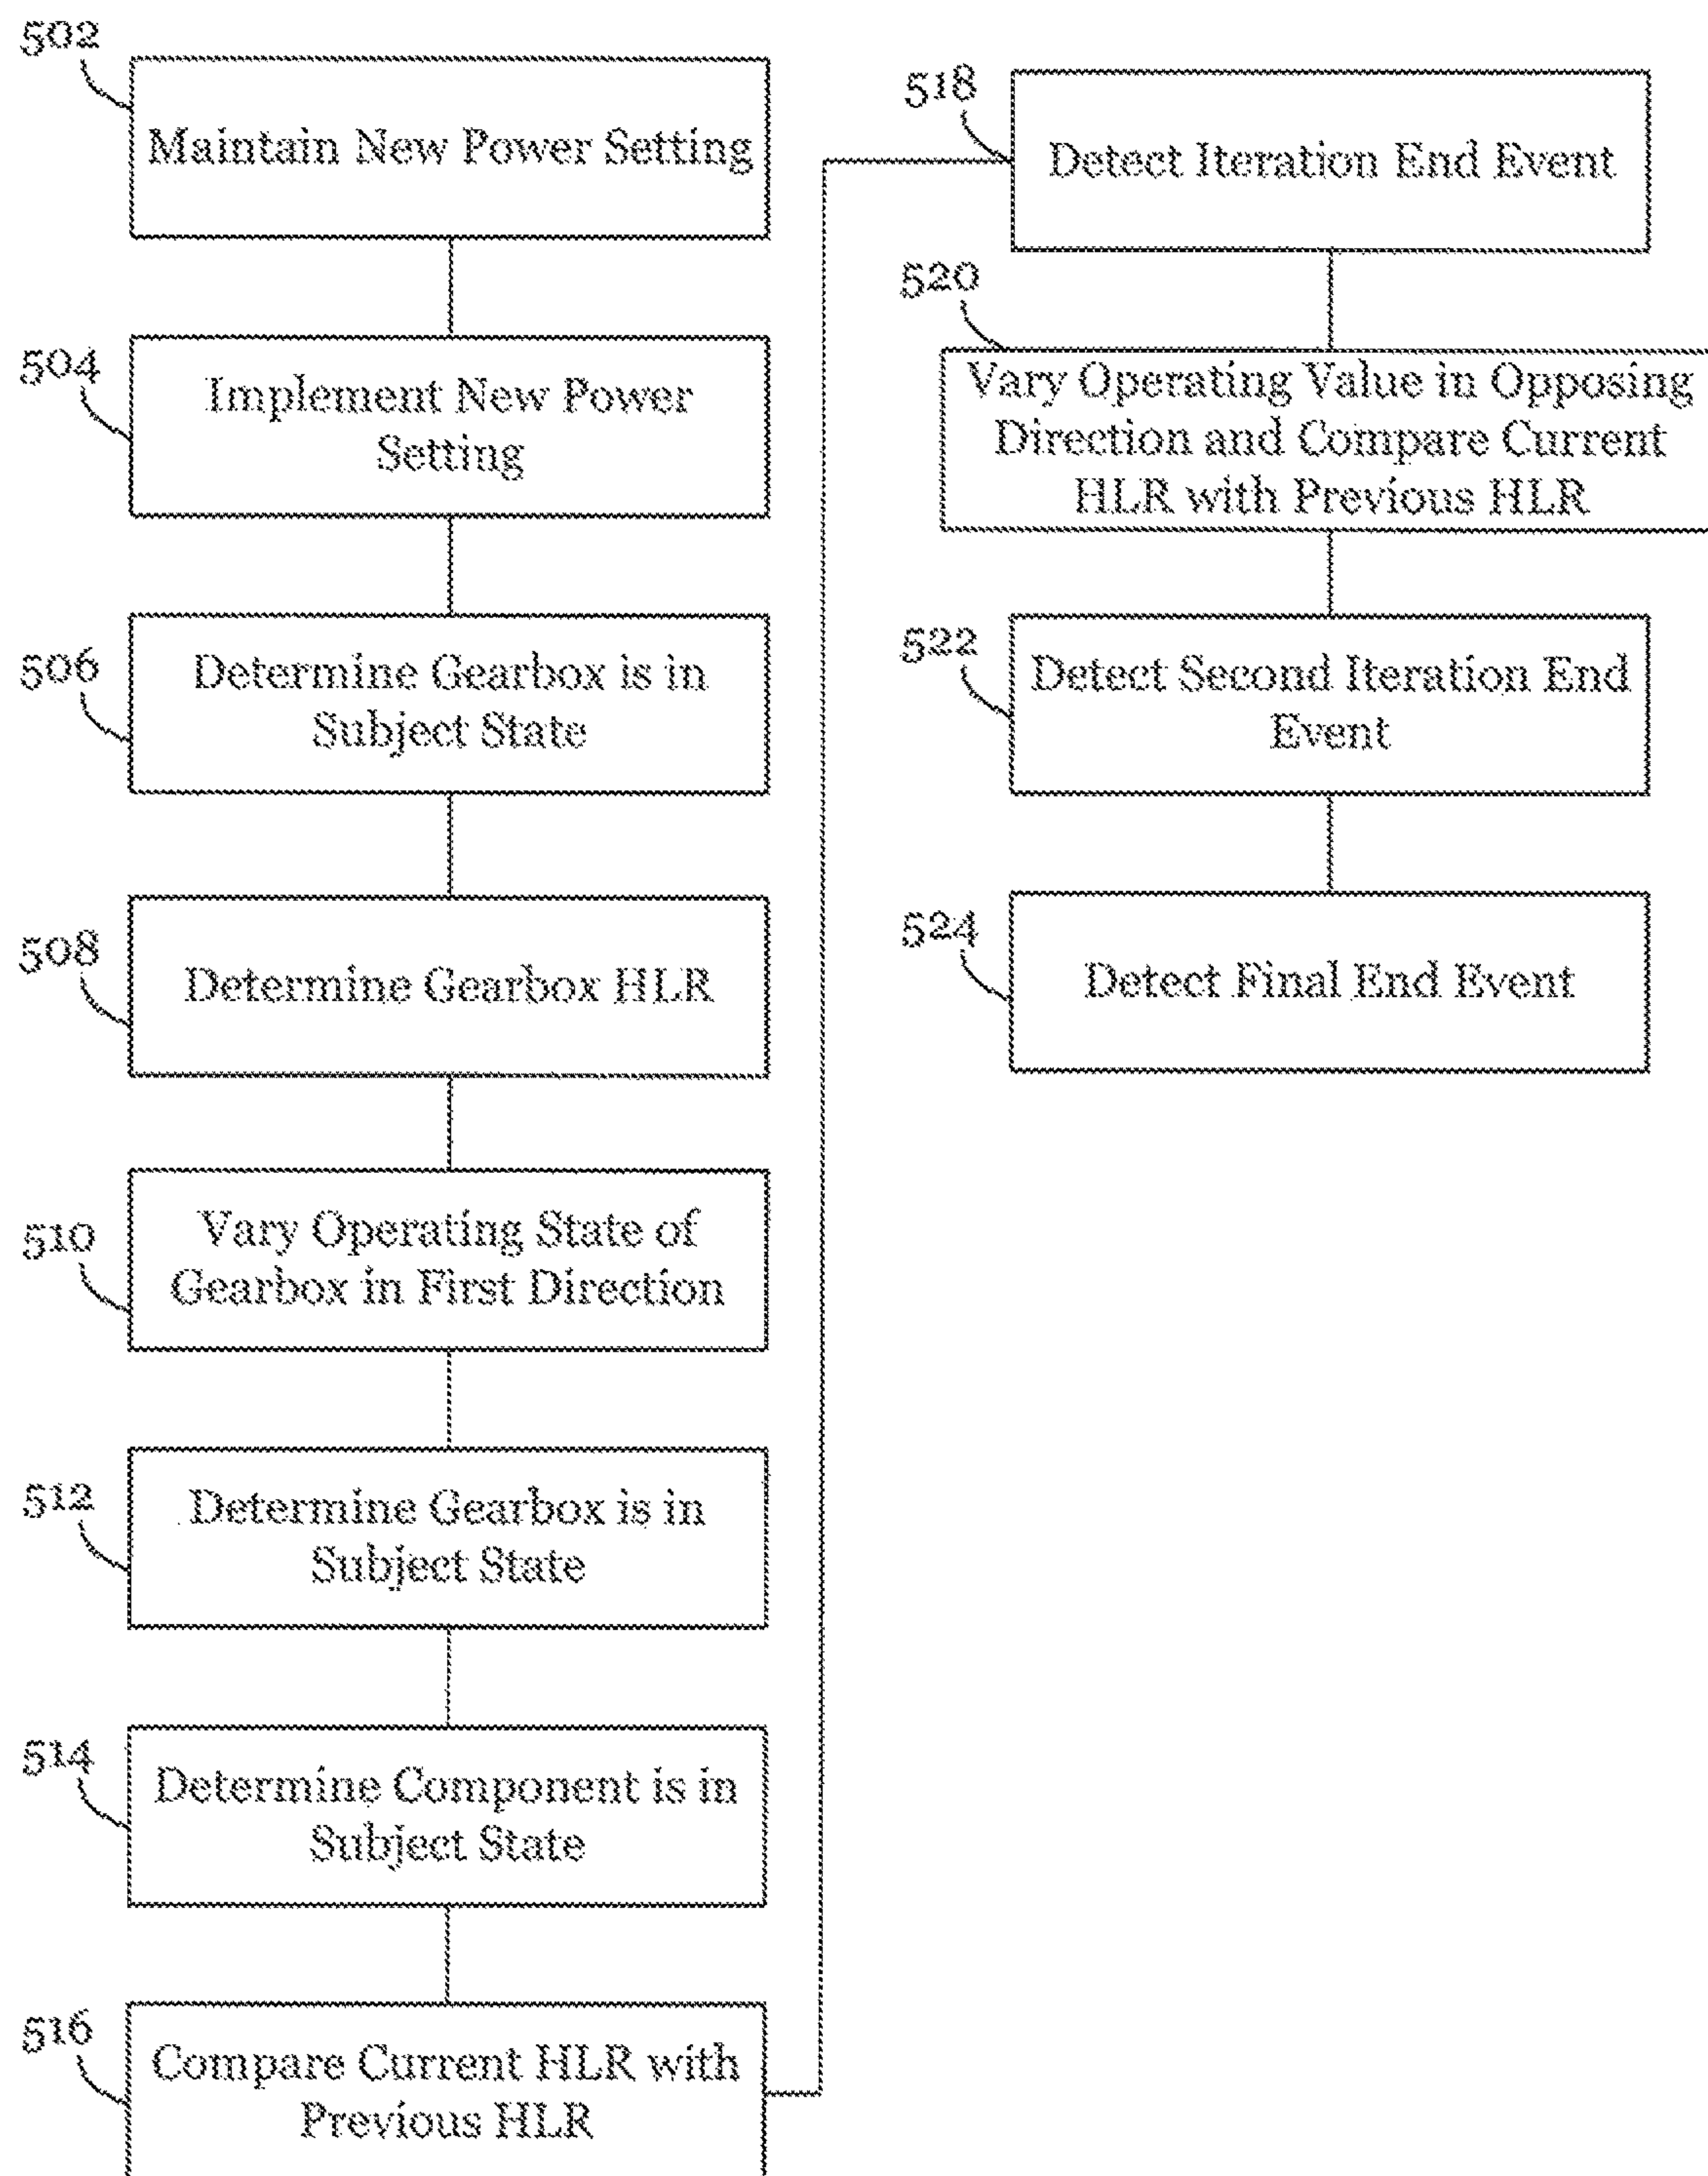 502
Maintain New Power Setting
504
Implement New Power
Setting
506
Determine Gearbox is in
Subject State
508
Determine Gearbox HLR
510
Vary Operating State of
Gearbox in First Direction
512
Determine Gearbox is in
Subject State
514
Determine Component is in
Subject State
516
Compare Current HLR with
Previous HLR
518
Detect Iteration End Event
520
Vary Operating Value in Opposing
Direction and Compare Current
HLR with Previous HLR
522
Detect Second Iteration End
Event
524
Detect Final End Event